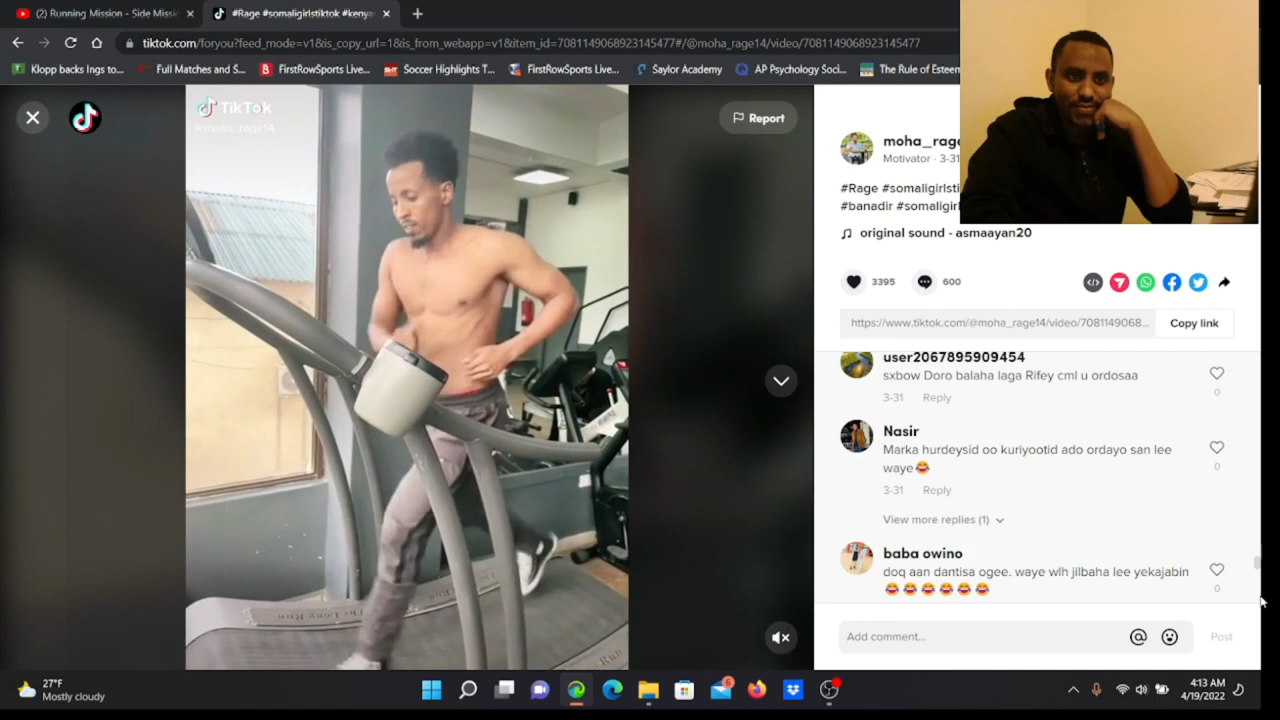 (2) Running Mission - Side Missi
#Rage #somaligirlstiktok #keny
tiktok.com/foryou?feed_mode=v1&is_copy_url=1&is_from_webapp=v1&item_id=7081149068923145477#/@moha_rage14/video/7081149068923145477
Klopp backs Ings to... Full Matches and S... FirstRowSports Live... Soccer Highlights T... FirstRowSports Live... Saylor Academy AP Psychology Soci... The Rule of Esteem
TikTok
@moha_rage14
Report
moha_rage
Motivator · 3-31
#Rage #somaligirlsti
#banadir #somaligirl
original sound - asmaayan20
3395 600
https://www.tiktok.com/@moha_rage14/video/7081149068... Copy link
user2067895909454
sxbow Doro balaha laga Rifey cml u ordosaa
0
3-31 Reply
Nasir
Marka hurdeysid oo kuriyootid ado ordayo san lee
waye😂
0
3-31 Reply
View more replies (1)
baba owino
doq aan dantisa ogee. waye wlh jilbaha lee yekajabin
😂😂😂😂😂😂
0
The Long Run
Add comment... Post
27°F
Mostly cloudy
6
4:13 AM
4/19/2022